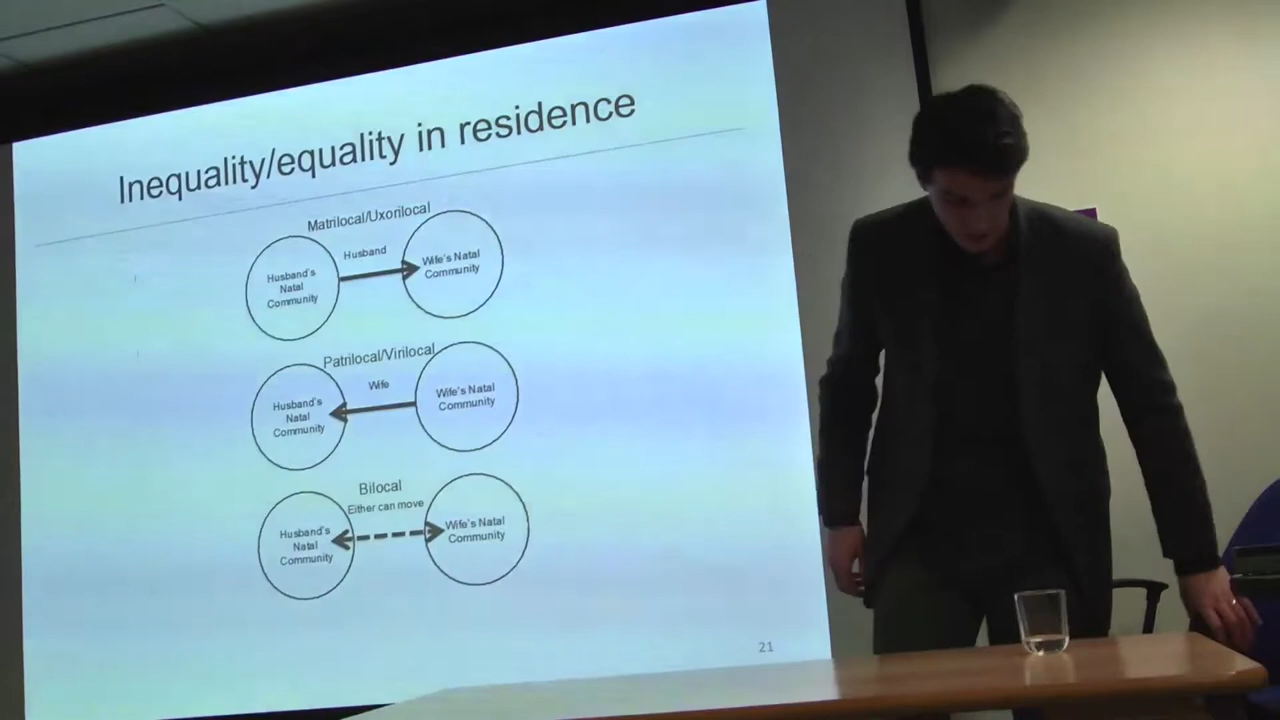 Inequality/equality in residence
Matrilocal/Uxorilocal
Husband's
Natal
Community
Husband
Wife's Natal
Community
Patrilocal/Virilocal
Husband's
Natal
Community
Wife
Wife's Natal
Community
Bilocal
Either can move
Husband's
Natal
Community
Wife's Natal
Community
21